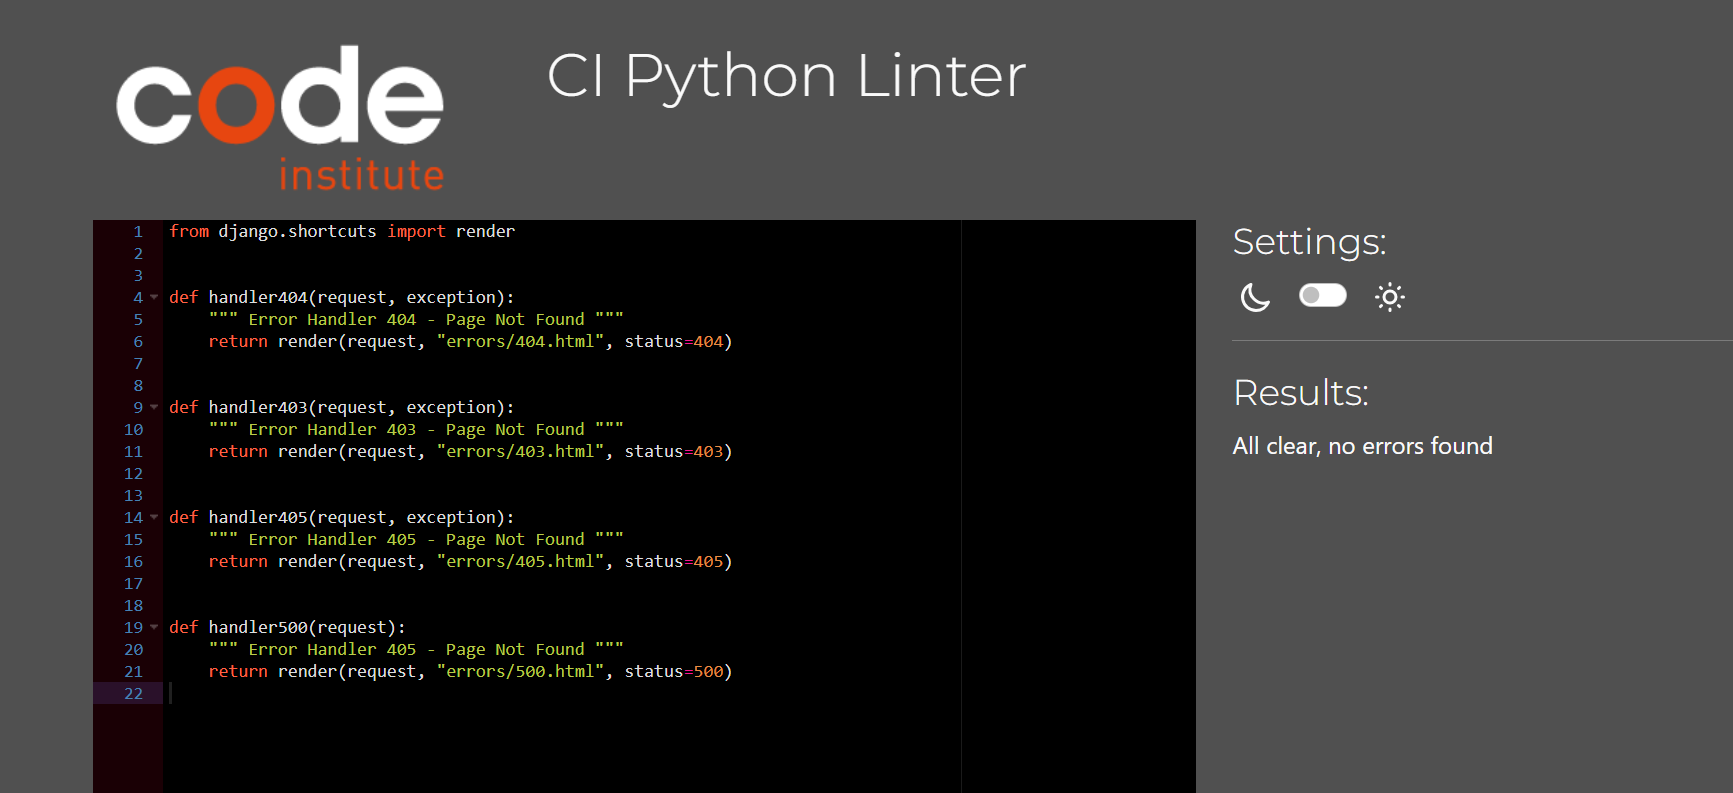 code
institute
CI Python Linter
1 from django.shortcuts import render
2
3
4 def handler404(request, exception):
5     """ Error Handler 404 - Page Not Found """
6     return render(request, "errors/404.html", status=404)
7
8
9 def handler403(request, exception):
10     """ Error Handler 403 - Page Not Found """
11     return render(request, "errors/403.html", status=403)
12
13
14 def handler405(request, exception):
15     """ Error Handler 405 - Page Not Found """
16     return render(request, "errors/405.html", status=405)
17
18
19 def handler500(request):
20     """ Error Handler 405 - Page Not Found """
21     return render(request, "errors/500.html", status=500)
22
Settings:
Results:
All clear, no errors found